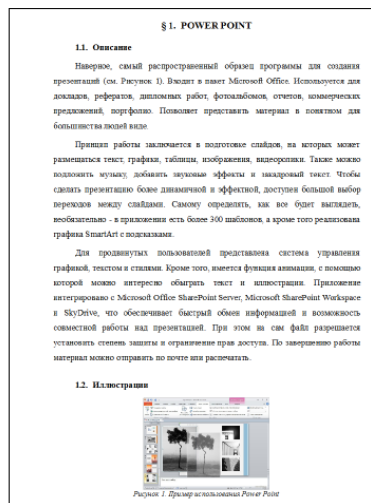 § 1. POWER POINT
1.1. Описание
Наверное, самый распространенный образец программы для создания
презентаций (см. Рисунок 1). Входит в пакет Microsoft Office. Используется для
докладов, рефератов, дипломных работ, фотоальбомов, отчетов, коммерческих
предложений, портфолио. Позволяет представить материал в понятном для
большинства людей виде.
Принцип работы заключается в подготовке слайдов, на которых может
размещаться текст, графики, таблицы, изображения, видеоролики. Также можно
подложить музыку, добавить звуковые эффекты и закадровый текст. Чтобы
сделать презентацию более динамичной и эффектной, доступен большой выбор
переходов между слайдами. Самому определять, как все будет выглядеть,
необязательно - в приложении есть более 300 шаблонов, а кроме того реализована
графика SmartArt с подсказками.
Для продвинутых пользователей представлена система управления
графикой, текстом и стилями. Кроме того, имеется функция анимации, с помощью
которой можно интересно обыграть текст и иллюстрации. Приложение
интегрировано с Microsoft Office SharePoint Server, Microsoft SharePoint Workspace
и SkyDrive, что обеспечивает быстрый обмен информацией и возможность
совместной работы над презентацией. При этом на сам файл разрешается
установить степень защиты и ограничение прав доступа. По завершению работы
материал можно отправить по почте или распечатать.
1.2. Иллюстрации
Рисунок 1. Пример использования Power Point